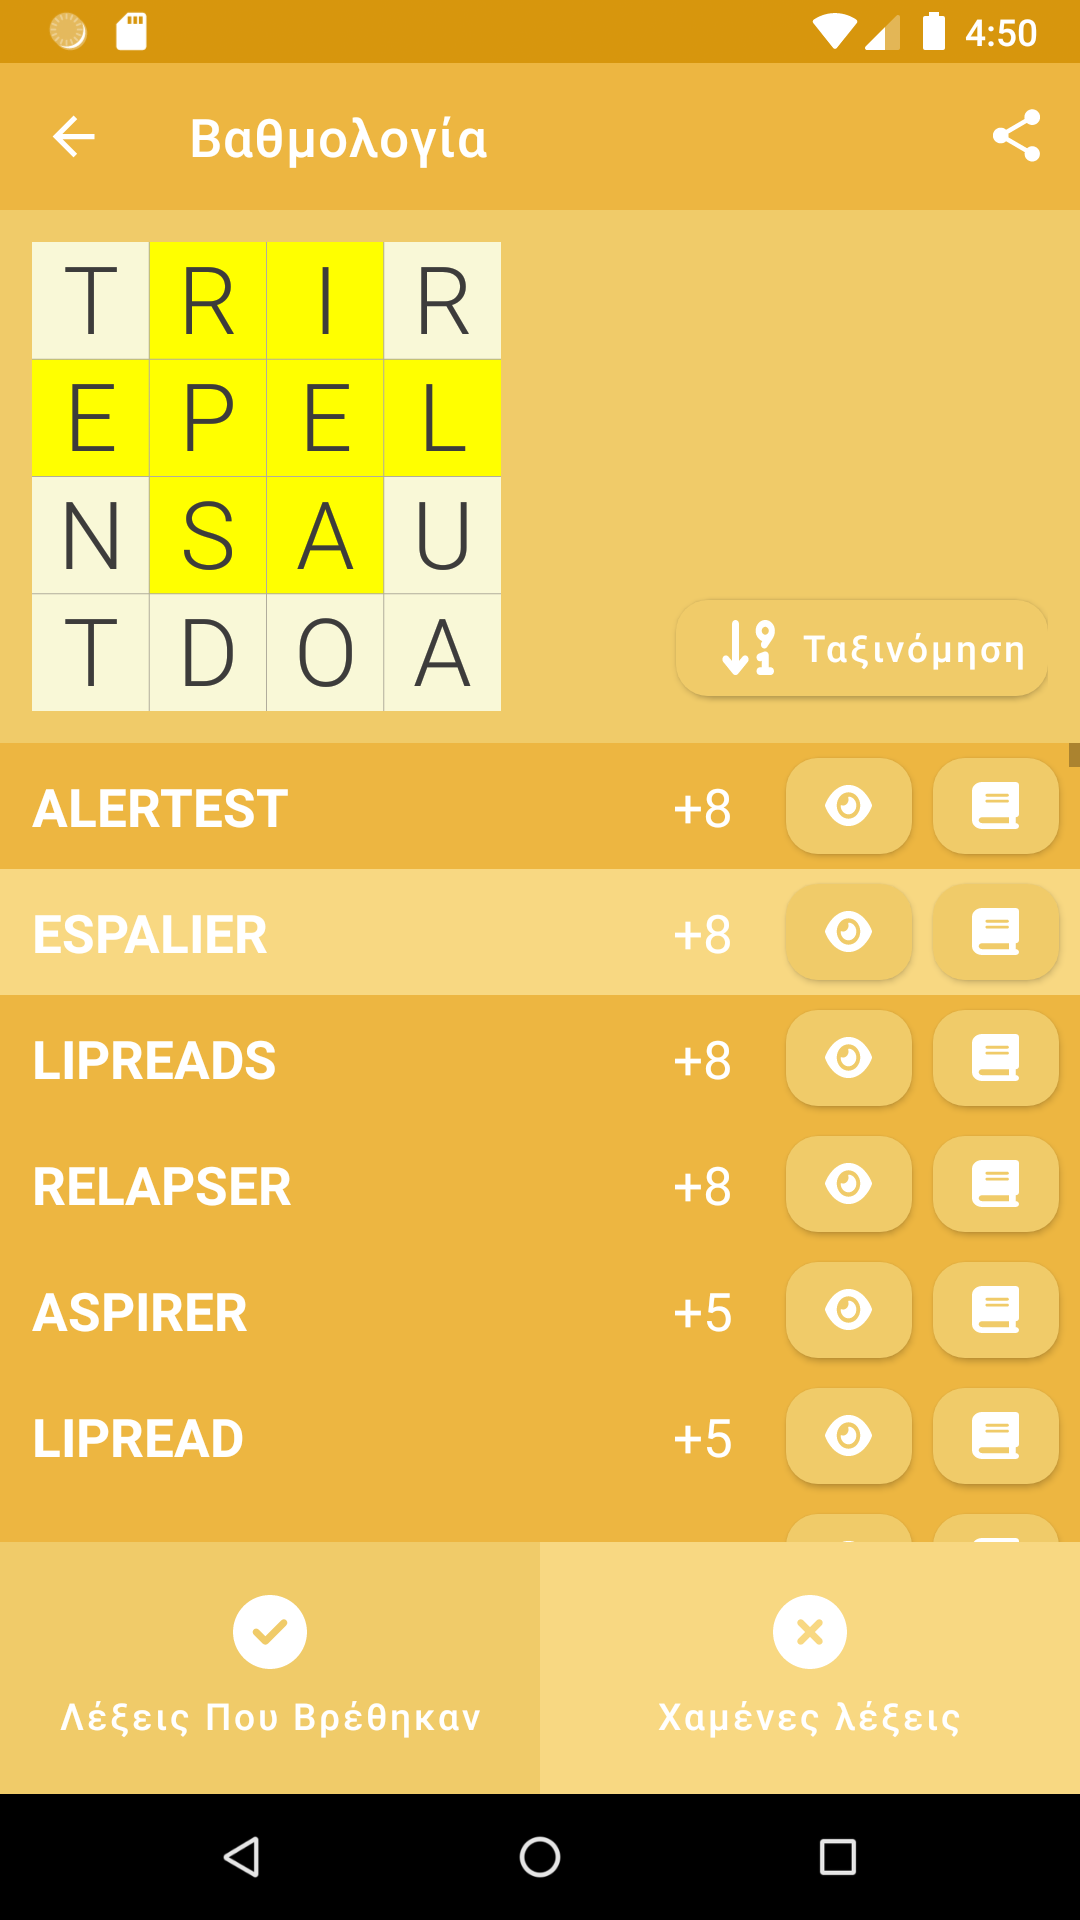 4:50
Βαθμολογία
T R I R
E P E L
N S A U
T D O A
Ταξινόμηση
ALERTEST +8
ESPALIER +8
LIPREADS +8
RELAPSER +8
ASPIRER +5
LIPREAD +5
Λέξεις Που Βρέθηκαν
Χαμένες λέξεις